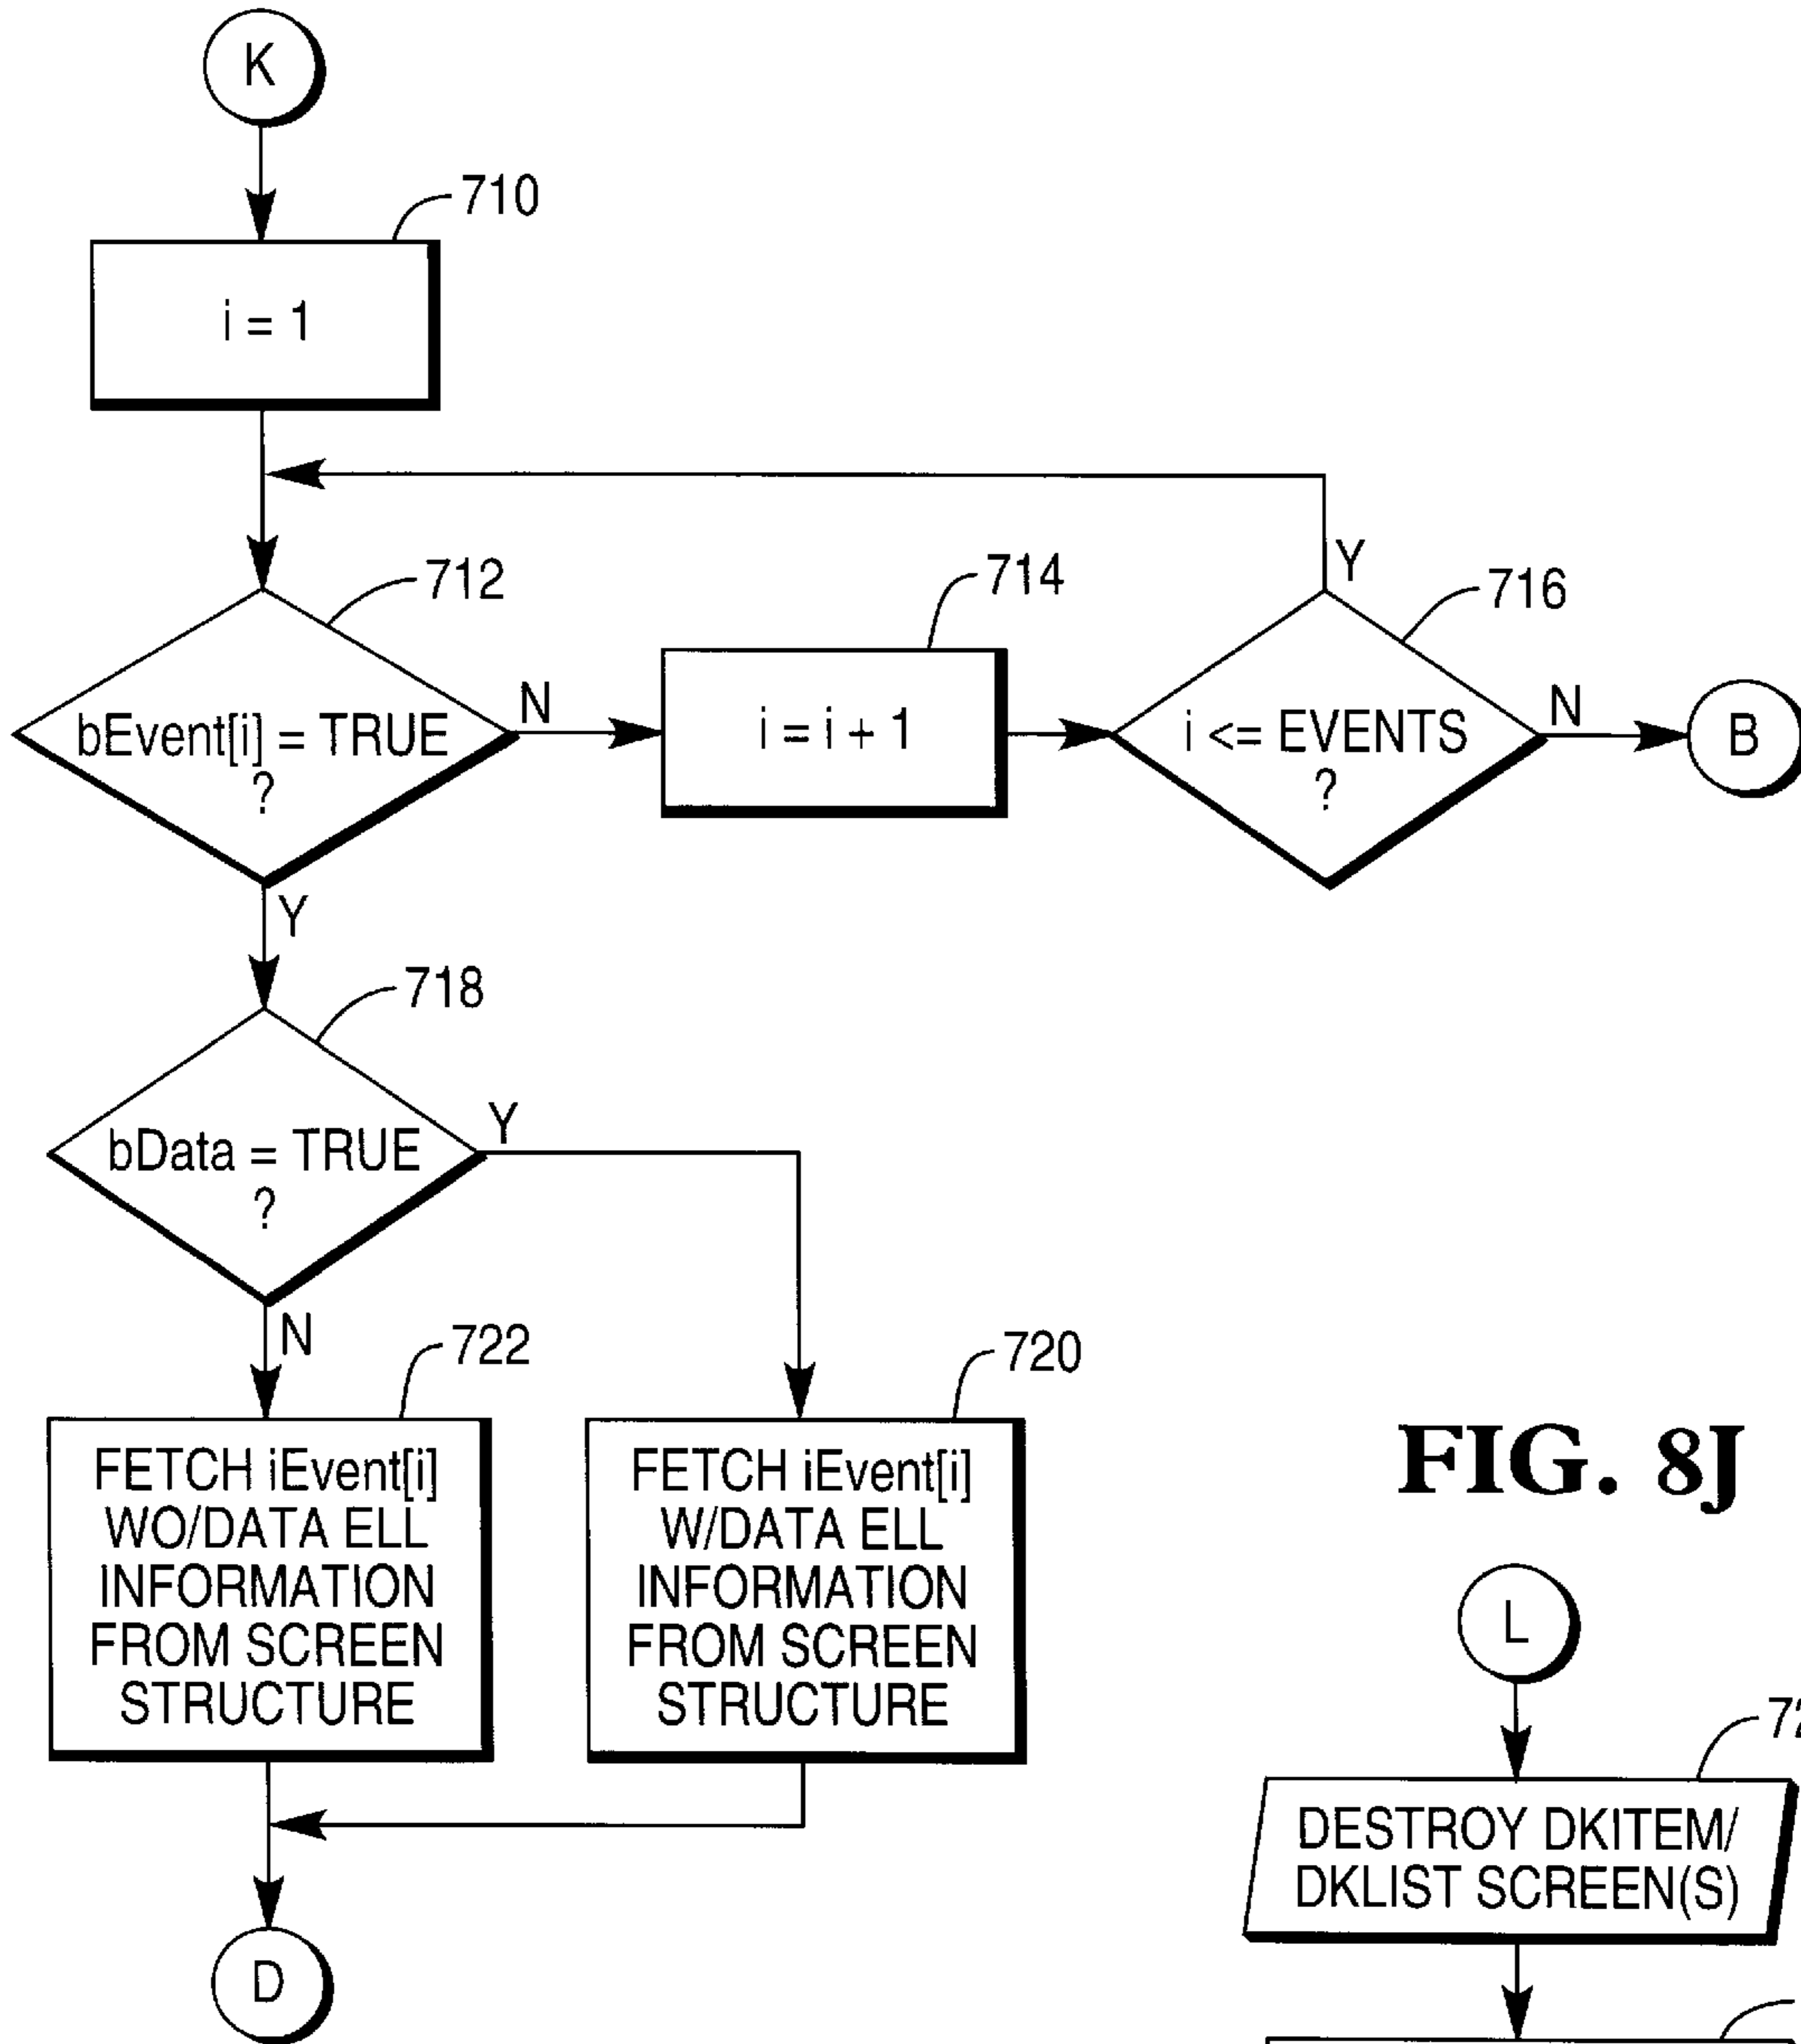 K
710
i = 1
712
bEvent[i] = TRUE
?
N
Y
714
i = i + 1
716
i <= EVENTS
?
Y
N
B
718
bData = TRUE
?
Y
N
722
FETCH iEvent[i]
WO/DATA ELL
INFORMATION
FROM SCREEN
STRUCTURE
720
FETCH iEvent[i]
W/DATA ELL
INFORMATION
FROM SCREEN
STRUCTURE
D
FIG. 8J
L
DESTROY DKITEM/
DKLIST SCREEN(S)